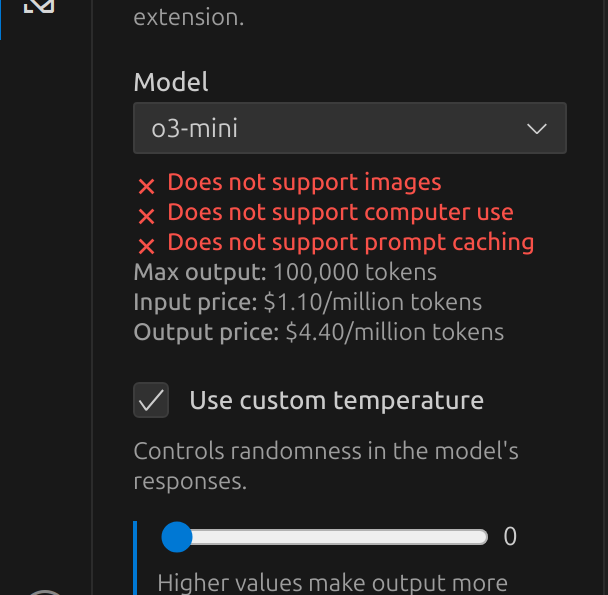 extension.
Model
o3-mini
Does not support images
Does not support computer use
Does not support prompt caching
Max output: 100,000 tokens
Input price: $1.10/million tokens
Output price: $4.40/million tokens
Use custom temperature
Controls randomness in the model's
responses.
0
Higher values make output more